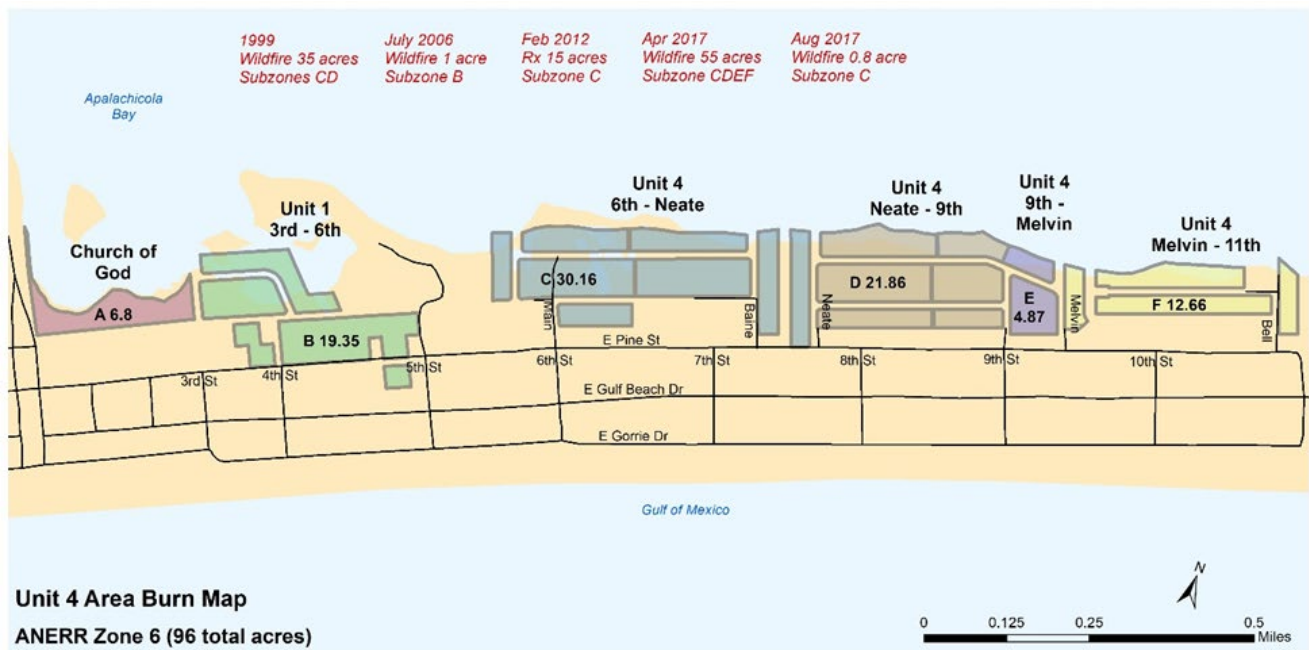 1999
Wildfire 35 acres
Subzones CD
July 2006
Wildfire 1 acre
Subzone B
Feb 2012
Rx 15 acres
Subzone C
Apr 2017
Wildfire 55 acres
Subzone CDEF
Aug 2017
Wildfire 0.8 acre
Subzone C
Apalachicola
Bay
Church of
God
Unit 1
3rd - 6th
Unit 4
6th - Neate
Unit 4
Neate - 9th
Unit 4
9th -
Melvin
Unit 4
Melvin - 11th
A 6.8
B 19.35
C 30.16
D 21.86
E
4.87
F 12.66
Main
Baine
Neate
Melvin
Bell
E Pine St
3rd St
4th St
5th St
6th St
7th St
8th St
9th St
10th St
E Gulf Beach Dr
E Gorrie Dr
Gulf of Mexico
Unit 4 Area Burn Map
ANERR Zone 6 (96 total acres)
N
0 0.125 0.25 0.5
Miles